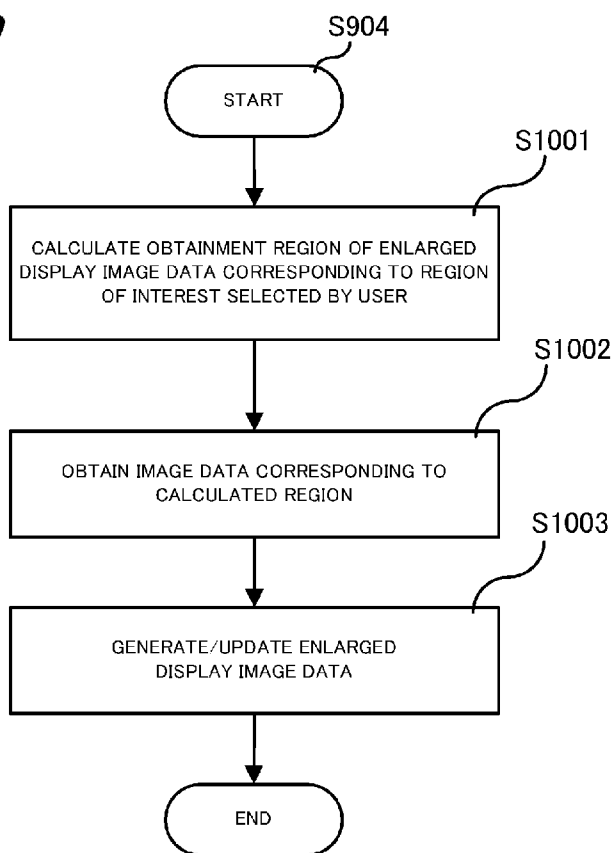 S904
START
S1001
CALCULATE OBTAINMENT REGION OF ENLARGED
DISPLAY IMAGE DATA CORRESPONDING TO REGION
OF INTEREST SELECTED BY USER
S1002
OBTAIN IMAGE DATA CORRESPONDING TO
CALCULATED REGION
S1003
GENERATE/UPDATE ENLARGED
DISPLAY IMAGE DATA
END